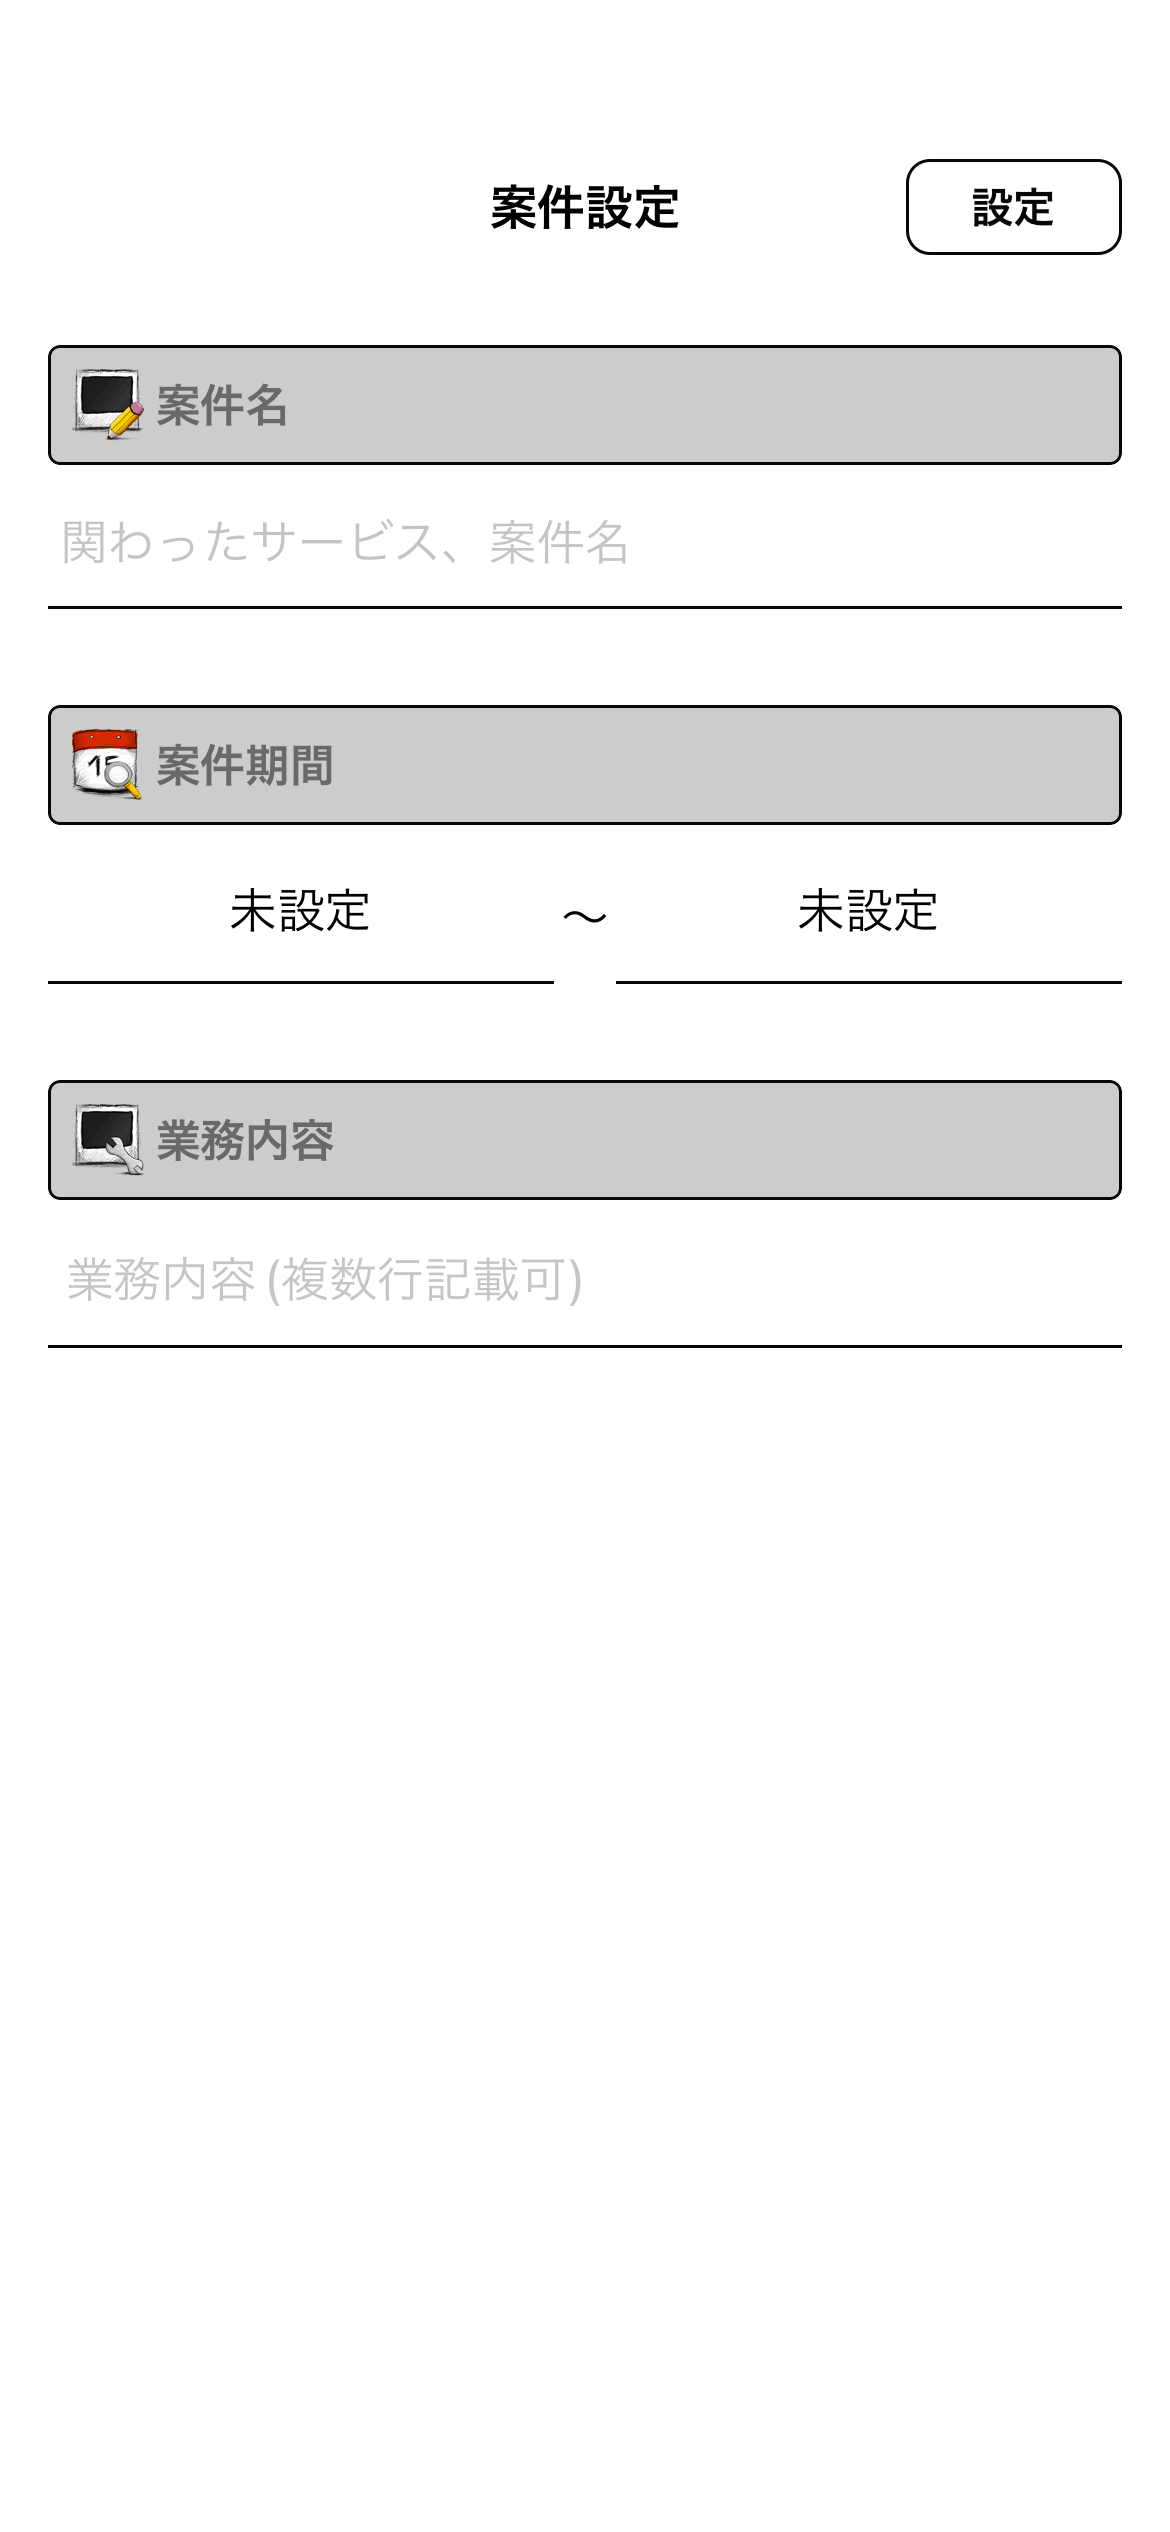 案件設定
設定
案件名
関わったサービス、案件名
15
案件期間
未設定 〜 未設定
業務内容
業務内容 (複数行記載可)